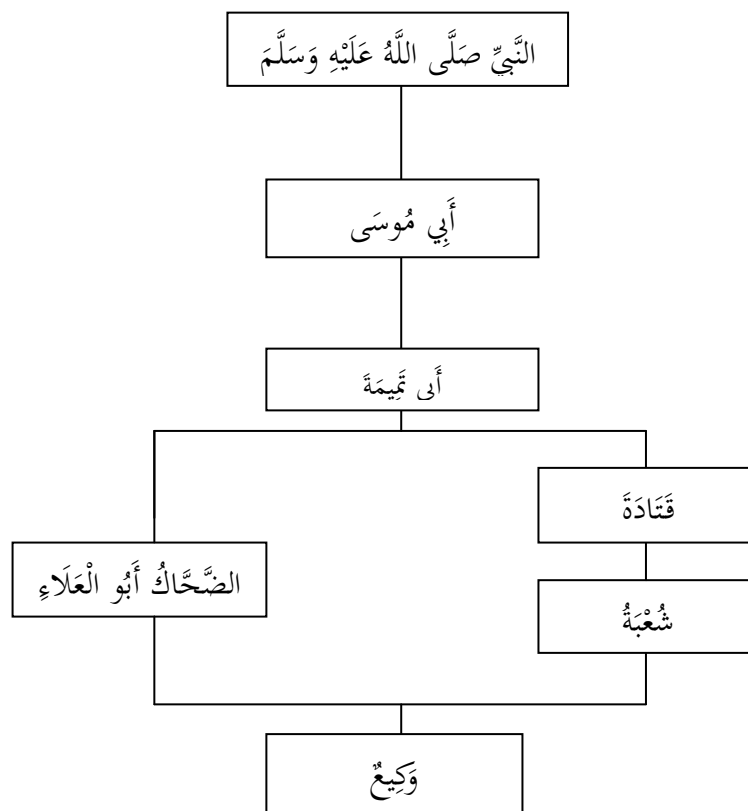 النَّبِيِّ صَلَّى اللَّهُ عَلَيْهِ وَسَلَّمَ
أَبِي مُوسَى
أَبِي تَمِيمَةَ
قَتَادَةَ
الضَّحَّاكُ أَبُو الْعَلَاءِ
شُعْبَةُ
وَكِيعٌ